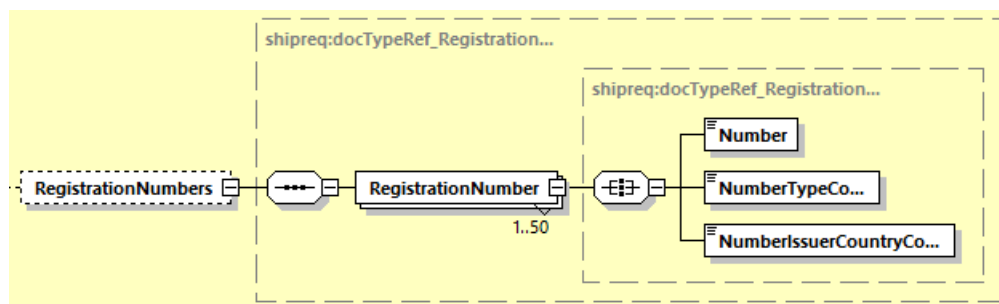 shipreq:docTypeRef_Registration...
shipreq:docTypeRef_Registration...
Number
RegistrationNumbers
RegistrationNumber
NumberTypeCo...
1..50
NumberIssuerCountryCo...